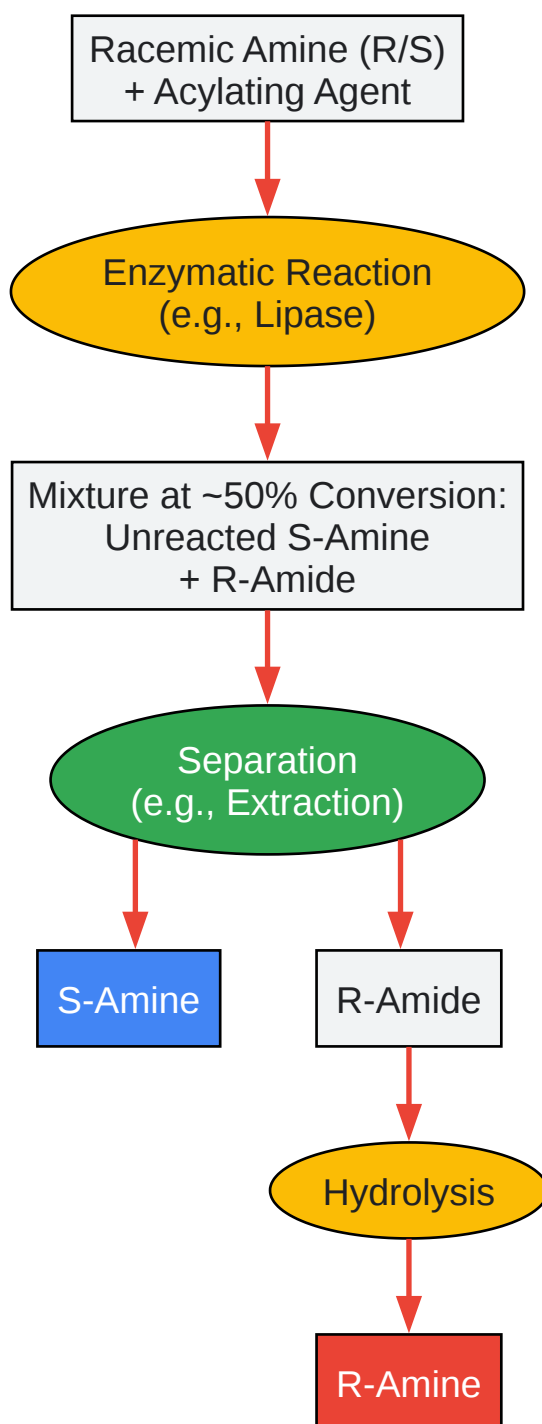 Racemic Amine (R/S)
+ Acylating Agent
Enzymatic Reaction
(e.g., Lipase)
Mixture at ~50% Conversion:
Unreacted S-Amine
+ R-Amide
Separation
(e.g., Extraction)
S-Amine
R-Amide
Hydrolysis
R-Amine